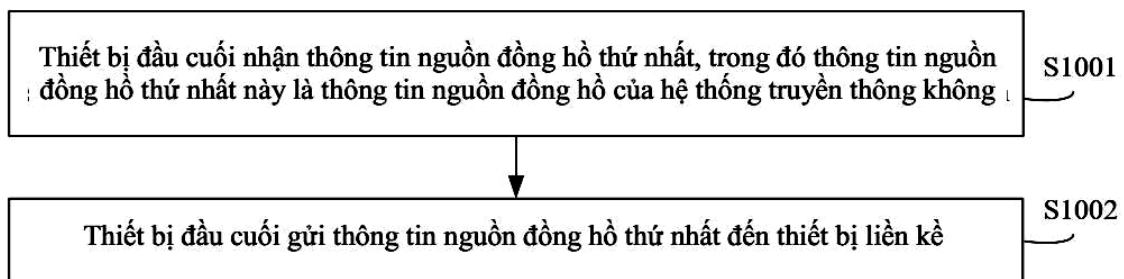 Thiết bị đầu cuối nhận thông tin nguồn đồng hồ thứ nhất, trong đó thông tin nguồn
đồng hồ thứ nhất này là thông tin nguồn đồng hồ của hệ thống truyền thông không
S1001
Thiết bị đầu cuối gửi thông tin nguồn đồng hồ thứ nhất đến thiết bị liền kề
S1002